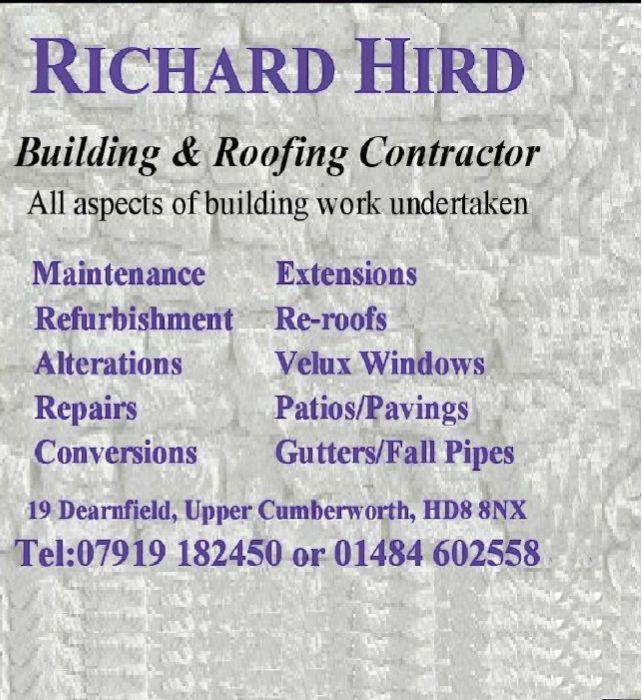 RICHARD HIRD
Building & Roofing Contractor
All aspects of building work undertaken
Maintenance
Refurbishment
Alterations
Repairs
Conversions
Extensions
Re-roofs
Velux Windows
Patios/Pavings
Gutters/Fall Pipes
19 Dearnfield, Upper Cumberworth, HD8 8NX
Tel:07919 182450 or 01484 602558